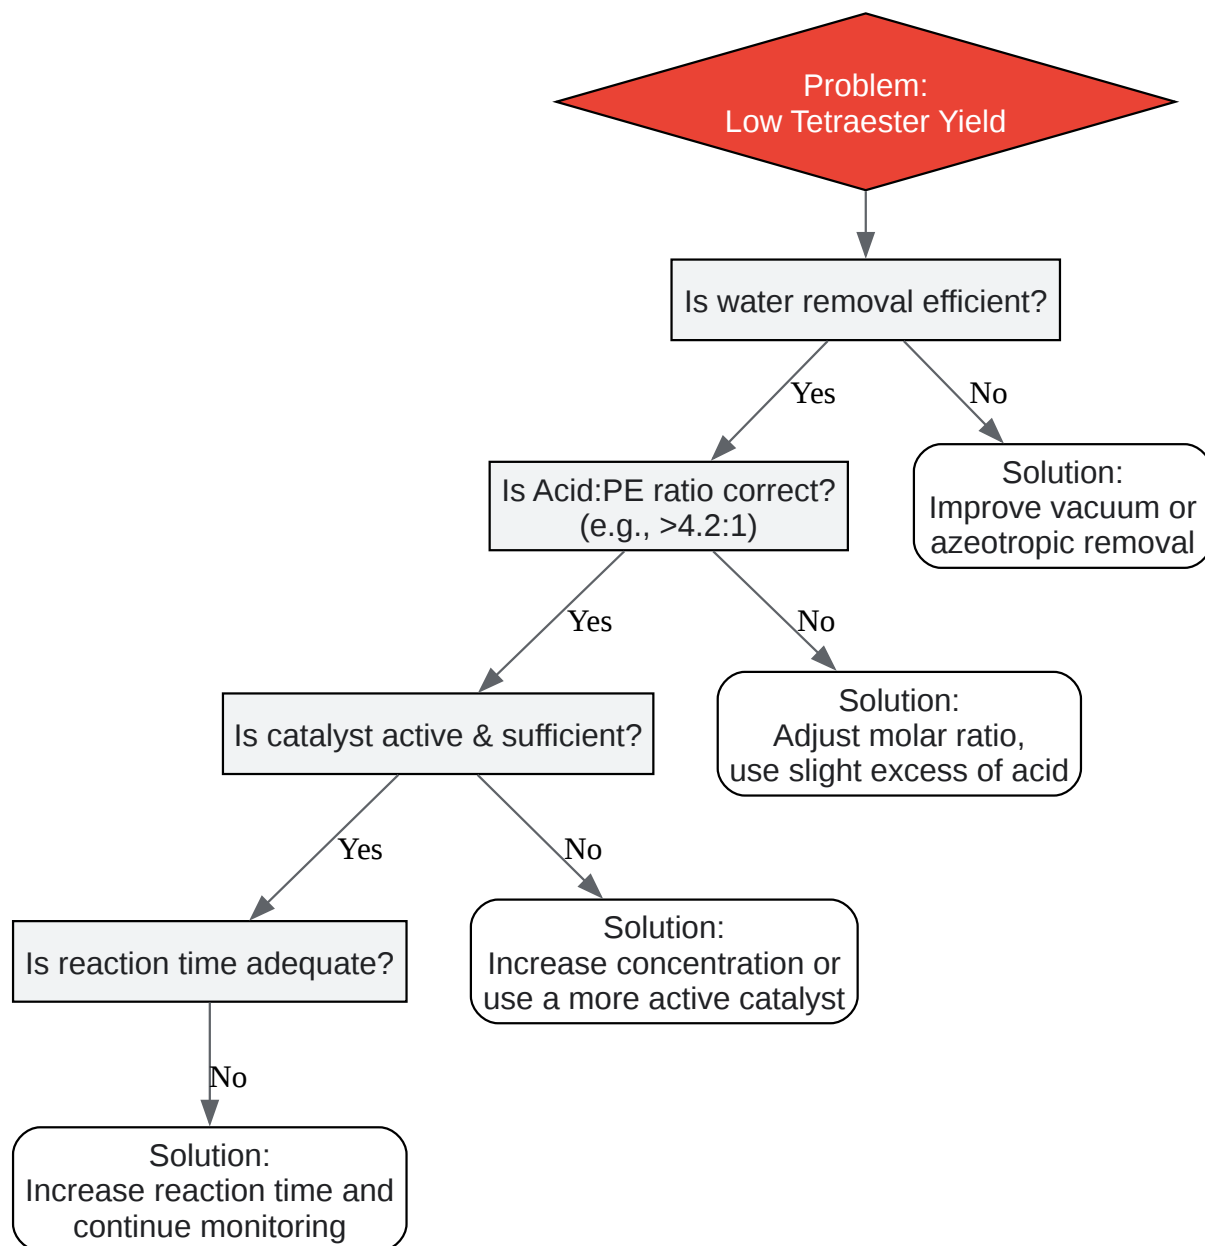 Problem:
Low Tetraester Yield
Is water removal efficient?
Yes
No
Is Acid:PE ratio correct?
(e.g., >4.2:1)
Solution:
Improve vacuum or
azeotropic removal
Yes
No
Is catalyst active & sufficient?
Solution:
Adjust molar ratio,
use slight excess of acid
Yes
No
Is reaction time adequate?
Solution:
Increase concentration or
use a more active catalyst
No
Solution:
Increase reaction time and
continue monitoring